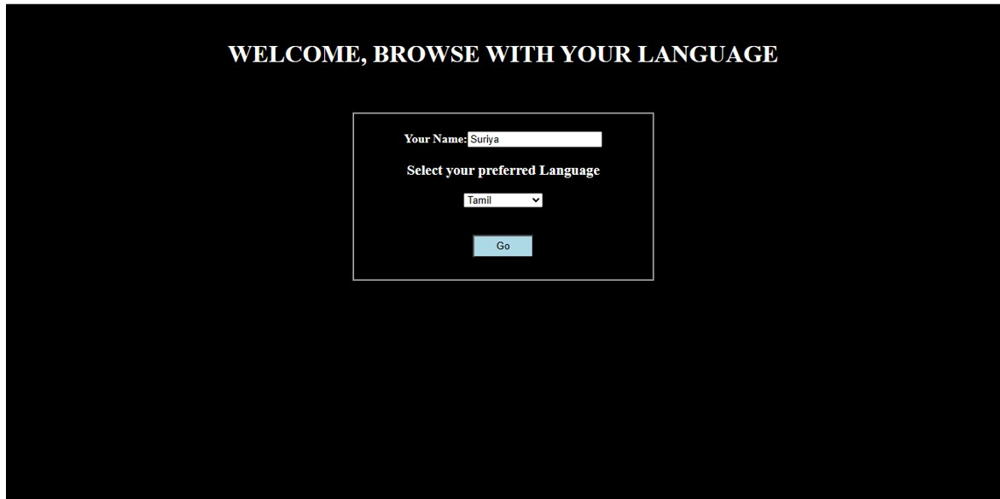 WELCOME, BROWSE WITH YOUR LANGUAGE
Your Name: Suriya
Select your preferred Language
Tamil
Go